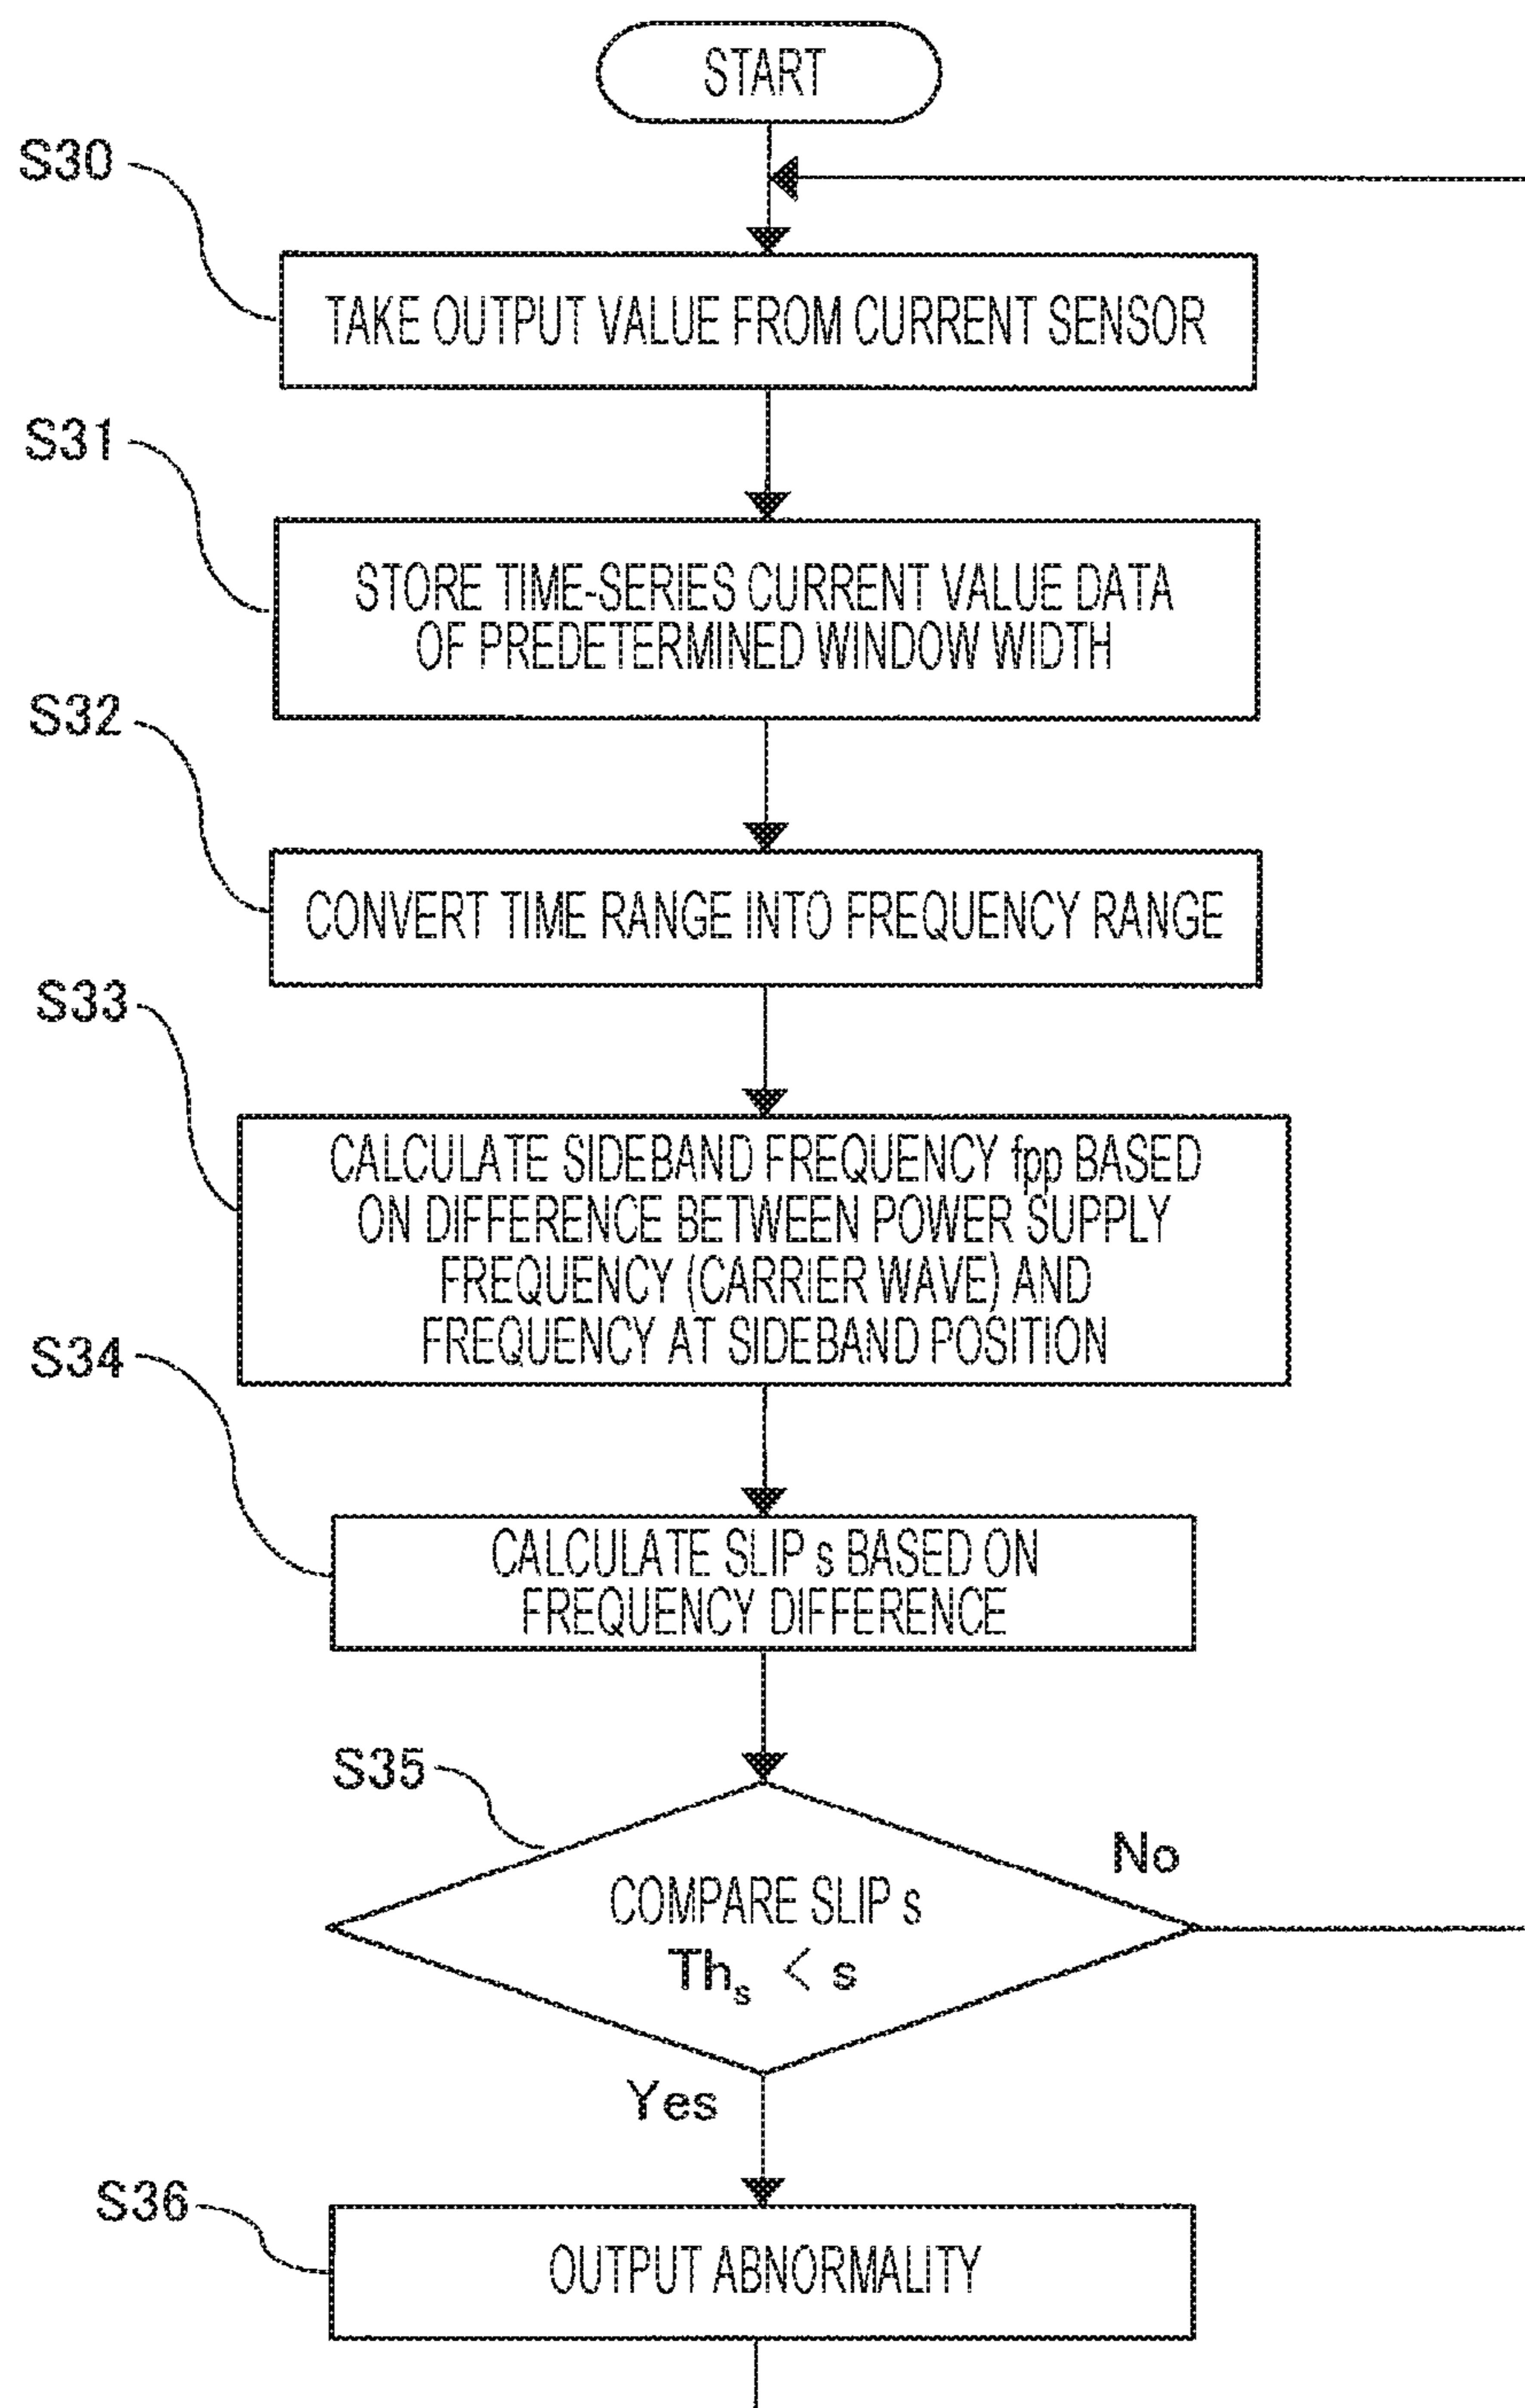 START
S30
TAKE OUTPUT VALUE FROM CURRENT SENSOR
S31
STORE TIME-SERIES CURRENT VALUE DATA
OF PREDETERMINED WINDOW WIDTH
S32
CONVERT TIME RANGE INTO FREQUENCY RANGE
S33
CALCULATE SIDEBAND FREQUENCY fpp BASED
ON DIFFERENCE BETWEEN POWER SUPPLY
FREQUENCY (CARRIER WAVE) AND
FREQUENCY AT SIDEBAND POSITION
S34
CALCULATE SLIP s BASED ON
FREQUENCY DIFFERENCE
S35
COMPARE SLIP s
Ths < s
No
Yes
S36
OUTPUT ABNORMALITY